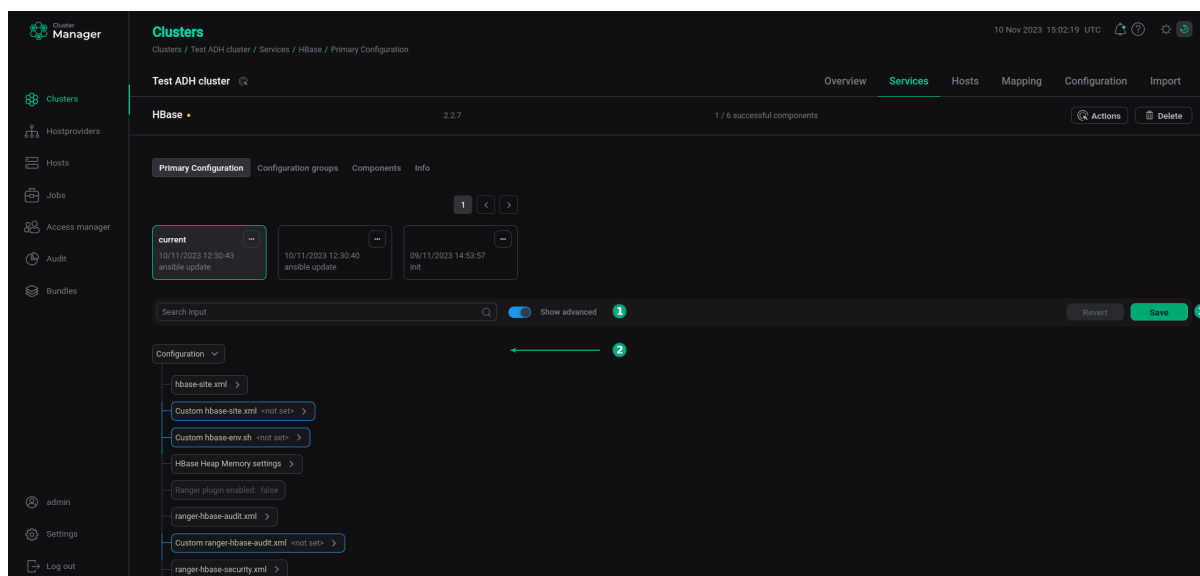 Cluster
Manager
Clusters
Clusters / Test ADH cluster / Services / HBase / Primary Configuration
10 Nov 2023 15:02:19 UTC
Test ADH cluster
Overview Services Hosts Mapping Configuration Import
HBase
2.2.7
1 / 6 successful components
Actions
Delete
Clusters
Hostproviders
Hosts
Jobs
Access manager
Audit
Bundles
admin
Settings
Log out
Primary Configuration Configuration groups Components Info
1 < >
current ...
10/11/2023 12:30:43
ansible update
...
10/11/2023 12:30:40
ansible update
...
09/11/2023 14:53:57
init
Search input
Show advanced
1
Revert
Save
Configuration
2
hbase-site.xml >
Custom hbase-site.xml <not set> >
Custom hbase-env.sh <not set> >
HBase Heap Memory settings >
Ranger plugin enabled: false
ranger-hbase-audit.xml >
Custom ranger-hbase-audit.xml <not set> >
ranger-hbase-security.xml >